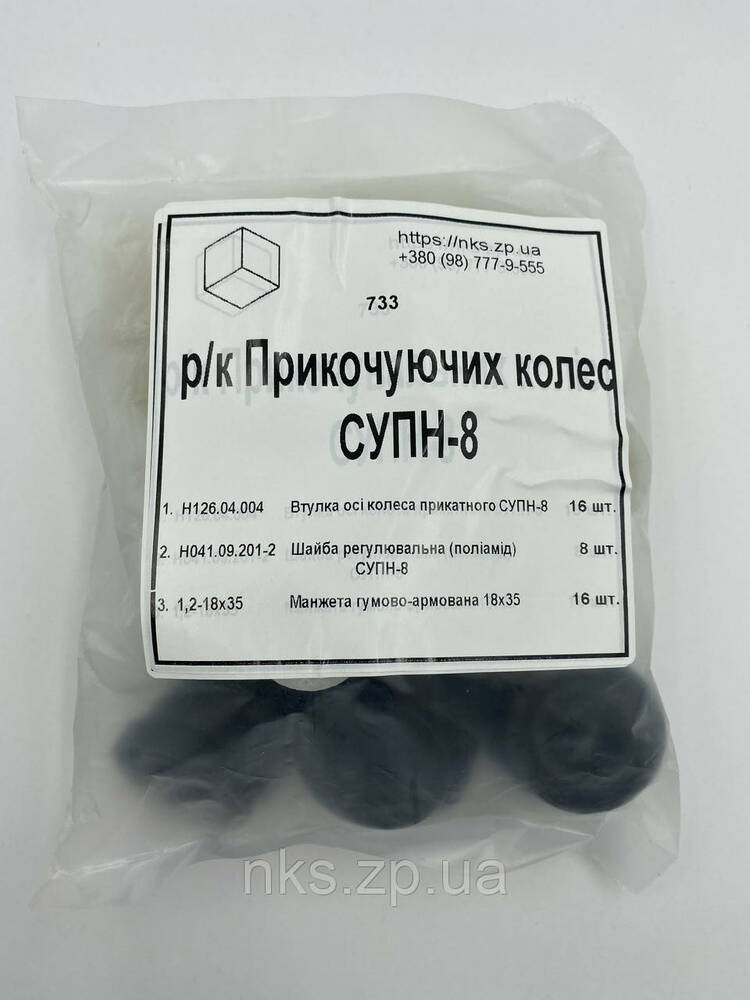 https://nks.zp.ua
+380 (98) 777-9-555
733
р/к Прикочуючих колес
СУПН-8
1. Н126.04.004 Втулка осі колеса прикатного СУПН-8 16 шт.
2. Н041.09.201-2 Шайба регулювальна (поліамід) 8 шт.
СУПН-8
3. 1,2-18х35 Манжета гумово-армована 18х35 16 шт.
nks.zp.ua